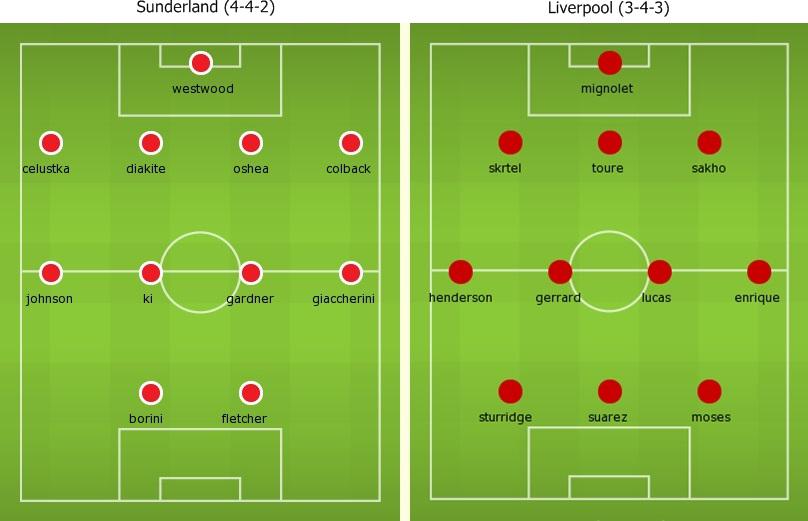 Sunderland (4-4-2)
westwood
celustka diakite oshea colback
johnson ki gardner giaccherini
borini fletcher
Liverpool (3-4-3)
mignolet
skrtel toure sakho
henderson gerrard lucas enrique
sturridge suarez moses